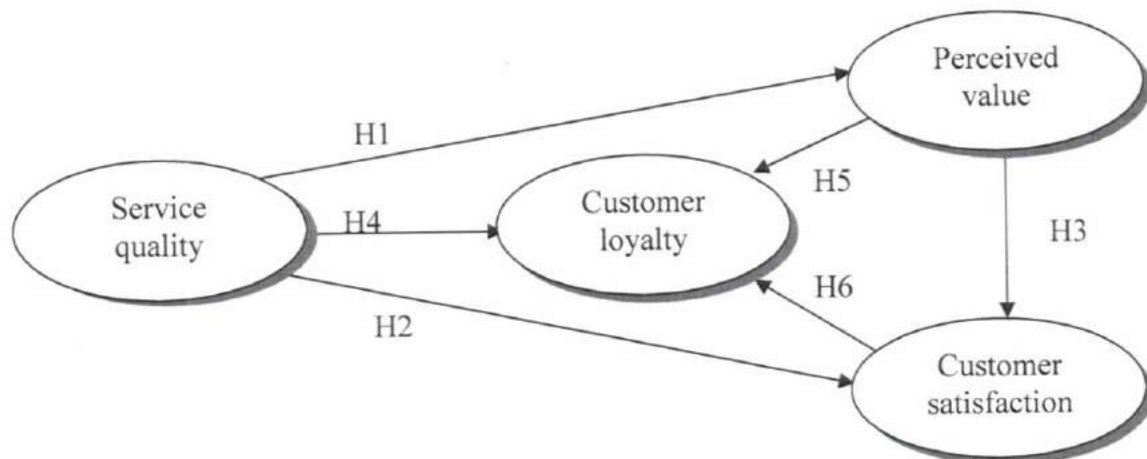 Perceived
value
H1
H5
Service
quality
H4
Customer
loyalty
H3
H6
H2
Customer
satisfaction